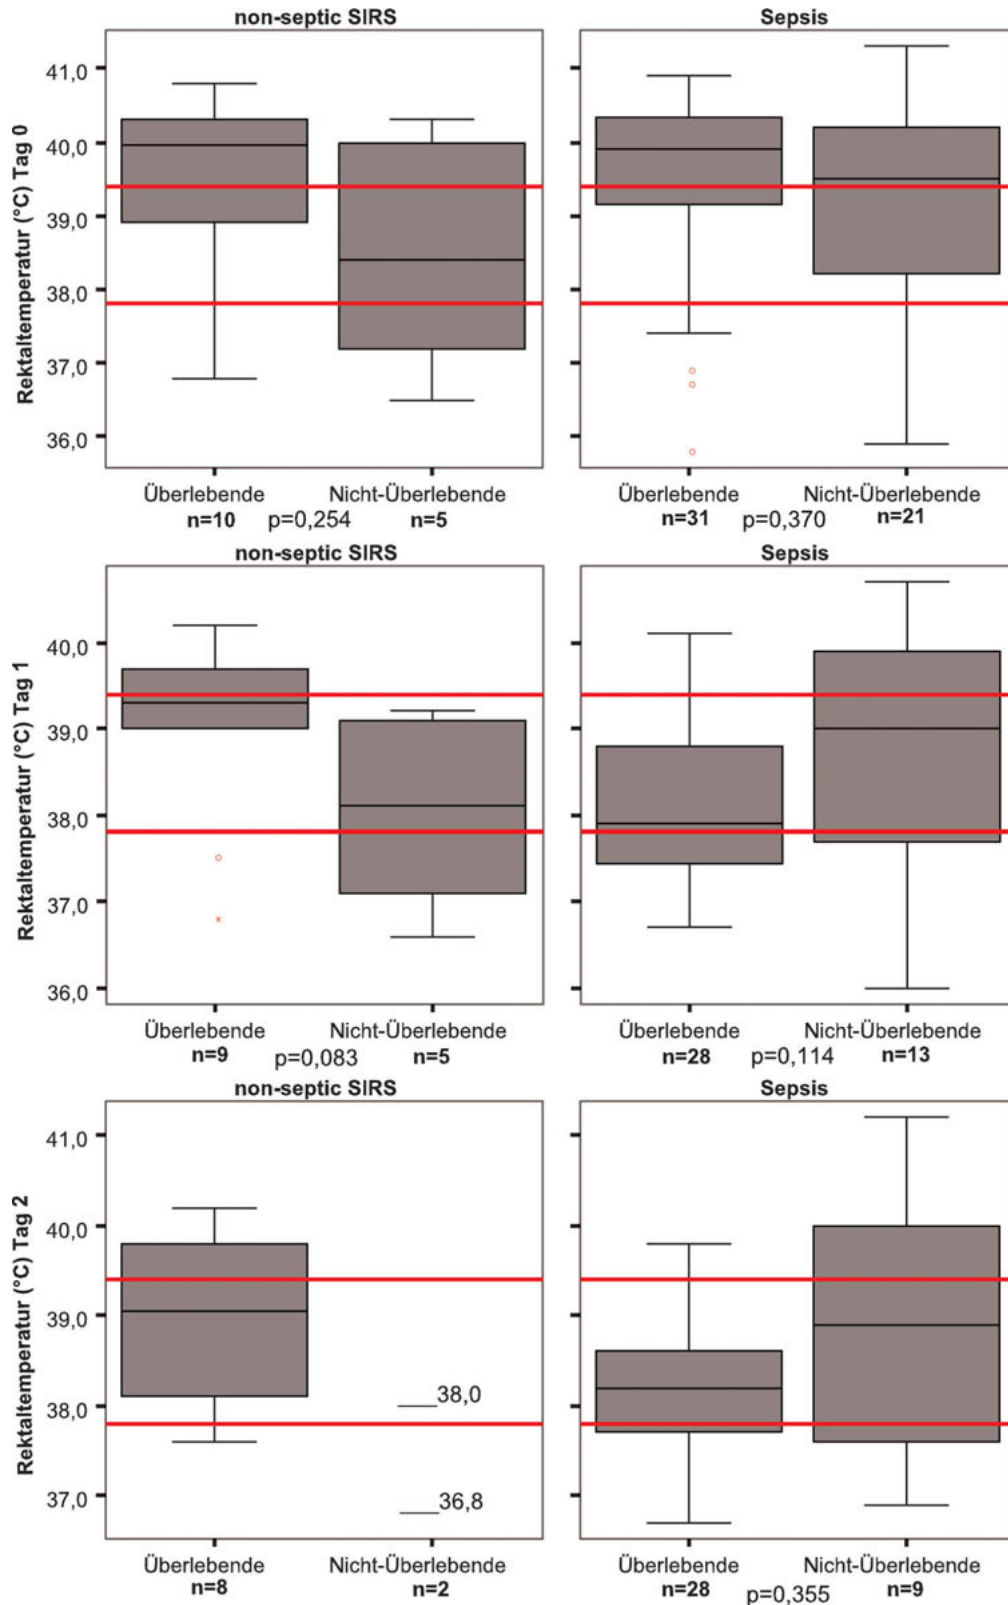 non-septic SIRS Sepsis
Rektaltemperatur (°C) Tag 0
41,0
40,0
39,0
38,0
37,0
36,0
Überlebende Nicht-Überlebende Überlebende Nicht-Überlebende
n=10 p=0,254 n=5 n=31 p=0,370 n=21
non-septic SIRS Sepsis
Rektaltemperatur (°C) Tag 1
40,0
39,0
38,0
37,0
36,0
Überlebende Nicht-Überlebende Überlebende Nicht-Überlebende
n=9 p=0,083 n=5 n=28 p=0,114 n=13
non-septic SIRS Sepsis
Rektaltemperatur (°C) Tag 2
41,0
40,0
39,0
38,0
37,0
38,0
36,8
Überlebende Nicht-Überlebende Überlebende Nicht-Überlebende
n=8 n=2 n=28 p=0,355 n=9